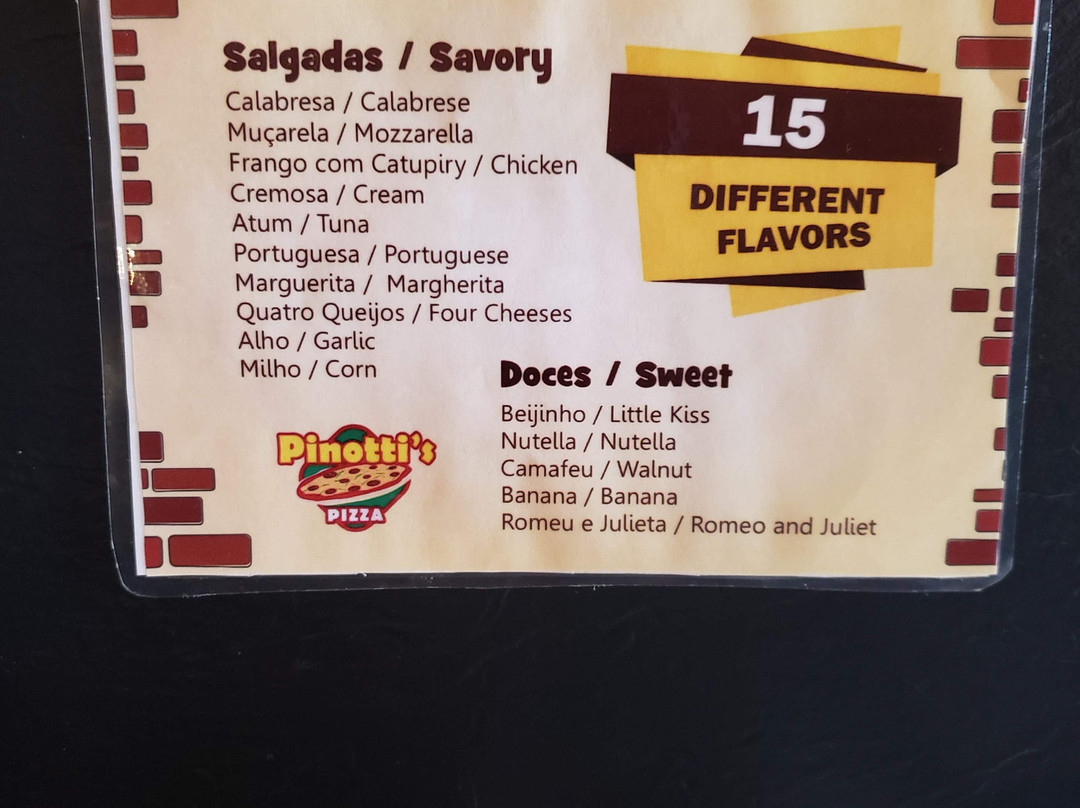 Salgadas / Savory
Calabresa / Calabrese
Muçarela / Mozzarella
Frango com Catupiry / Chicken
Cremosa / Cream
Atum / Tuna
Portuguesa / Portuguese
Marguerita / Margherita
Quatro Queijos / Four Cheeses
Alho / Garlic
Milho / Corn
15
DIFFERENT
FLAVORS
Doces / Sweet
Beijinho / Little Kiss
Nutella / Nutella
Camafeu / Walnut
Banana / Banana
Romeu e Julieta / Romeo and Juliet
Pinotti's
PIZZA